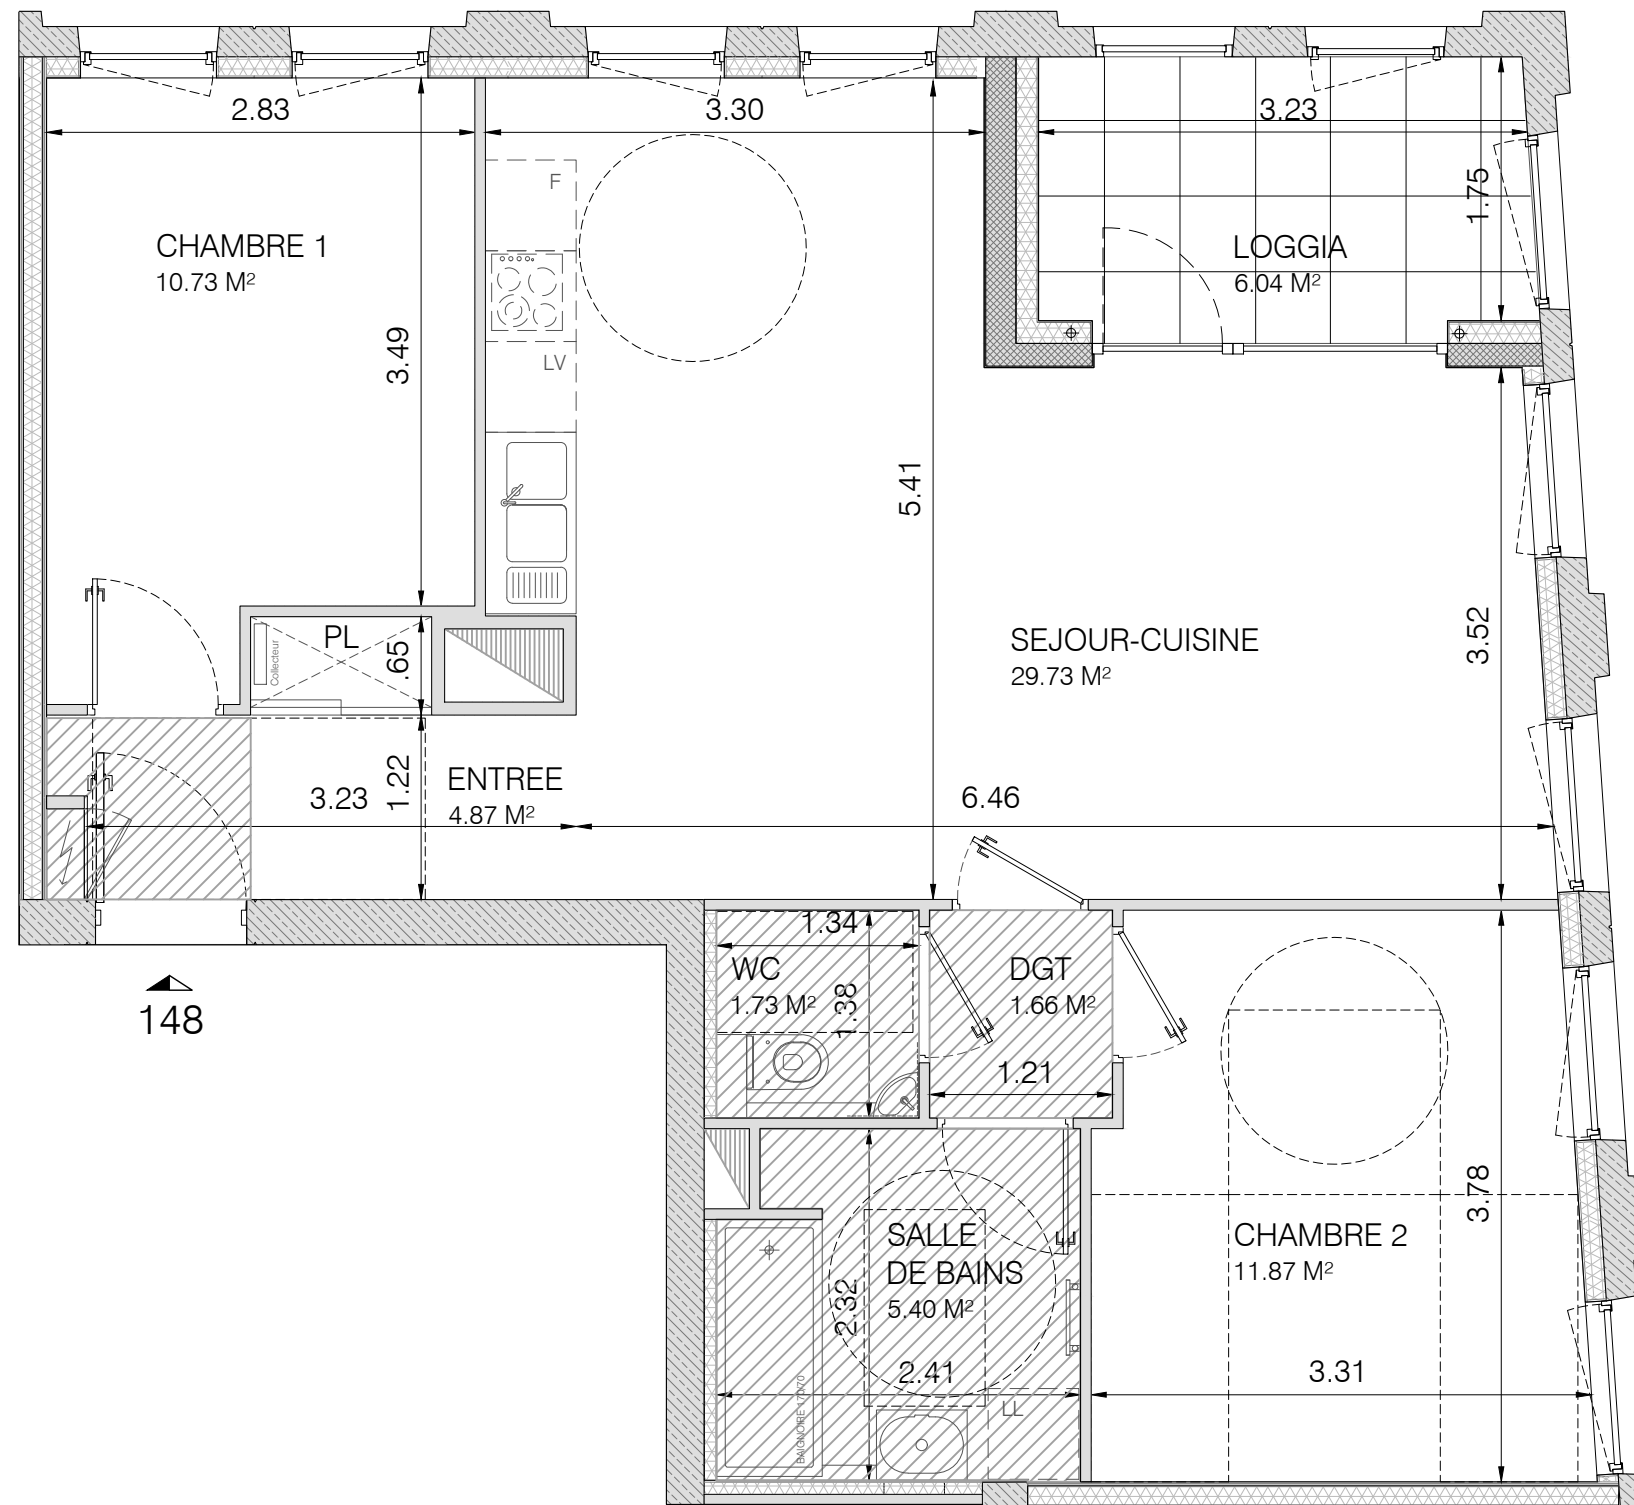 2.83
3.30
3.23
F
1.75
CHAMBRE 1
10.73 M²
LOGGIA
6.04 M²
3.49
LV
5.41
PL
Collecteur
.65
SEJOUR-CUISINE
29.73 M²
3.52
3.23
1.22
ENTREE
4.87 M²
6.46
1.34
WC
1.73 M²
1.38
DGT
1.66 M²
148
1.21
3.78
SALLE
DE BAINS
5.40 M²
2.32
CHAMBRE 2
11.87 M²
2.41
3.31
BAIGNOIRE 170/70
LL